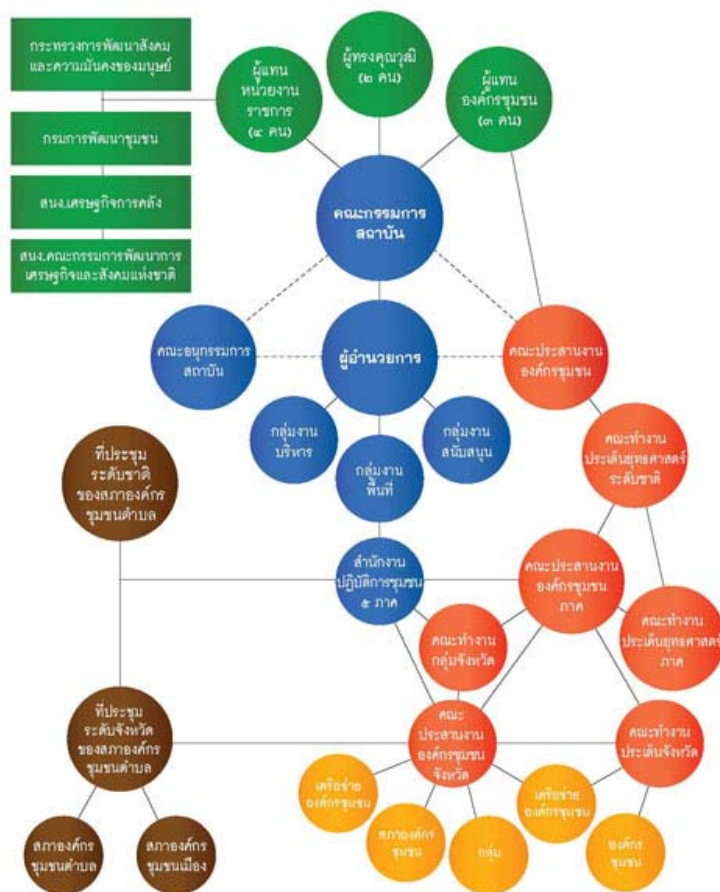 กระทรวงการพัฒนาสังคม
และความมั่นคงของมนุษย์
กรมการพัฒนาชุมชน
สนง.เศรษฐกิจการคลัง
สนง.คณะกรรมการพัฒนาการ
เศรษฐกิจและสังคมแห่งชาติ
ผู้แทน
หน่วยงาน
ราชการ
(๔ คน)
ผู้ทรงคุณวุฒิ
(๒ คน)
ผู้แทน
องค์กรชุมชน
(๓ คน)
คณะกรรมการ
สถาบัน
คณะอนุกรรมการ
สถาบัน
ผู้อำนวยการ
คณะประสานงาน
องค์กรชุมชน
กลุ่มงาน
บริหาร
กลุ่มงาน
พื้นที่
กลุ่มงาน
สนับสนุน
คณะทำงาน
ประเด็นยุทธศาสตร์
ระดับชาติ
ที่ประชุม
ระดับชาติ
ของสภาองค์กร
ชุมชนตำบล
สำนักงาน
ปฏิบัติการชุมชน
๕ ภาค
คณะประสานงาน
องค์กรชุมชน
ภาค
คณะทำงาน
กลุ่มจังหวัด
คณะทำงาน
ประเด็นยุทธศาสตร์
ภาค
ที่ประชุม
ระดับจังหวัด
ของสภาองค์กร
ชุมชนตำบล
คณะ
ประสานงาน
องค์กรชุมชน
จังหวัด
คณะทำงาน
ประเด็นจังหวัด
เครือข่าย
องค์กรชุมชน
สภาองค์กร
ชุมชน
กลุ่ม
เครือข่าย
องค์กรชุมชน
องค์กร
ชุมชน
สภาองค์กร
ชุมชนตำบล
สภาองค์กร
ชุมชนเมือง